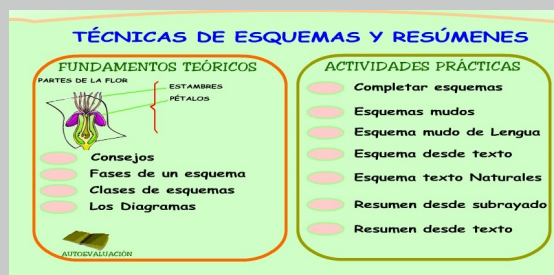 TÉCNICAS DE ESQUEMAS Y RESÚMENES
FUNDAMENTOS TEÓRICOS
PARTES DE LA FLOR
ESTAMBRES
PÉTALOS
Consejos
Fases de un esquema
Clases de esquemas
Los Diagramas
AUTOEVALUACIÓN
ACTIVIDADES PRÁCTICAS
Completar esquemas
Esquemas mudos
Esquema mudo de Lengua
Esquema desde texto
Esquema texto Naturales
Resumen desde subrayado
Resumen desde texto